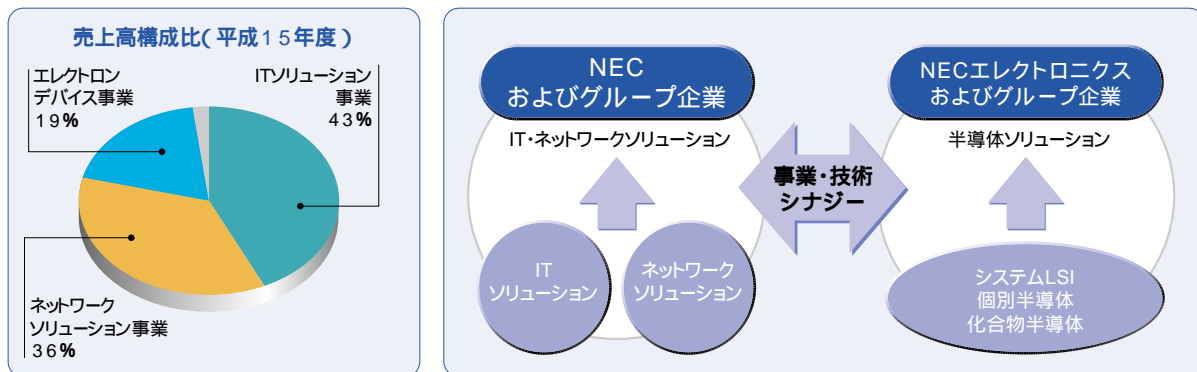 売上高構成比(平成15年度)
エレクトロン
デバイス事業
19%
ITソリューション
事業
43%
ネットワーク
ソリューション事業
36%
NEC
およびグループ企業
IT・ネットワークソリューション
IT
ソリューション
ネットワーク
ソリューション
事業・技術
シナジー
NECエレクトロニクス
およびグループ企業
半導体ソリューション
システムLSI
個別半導体
化合物半導体